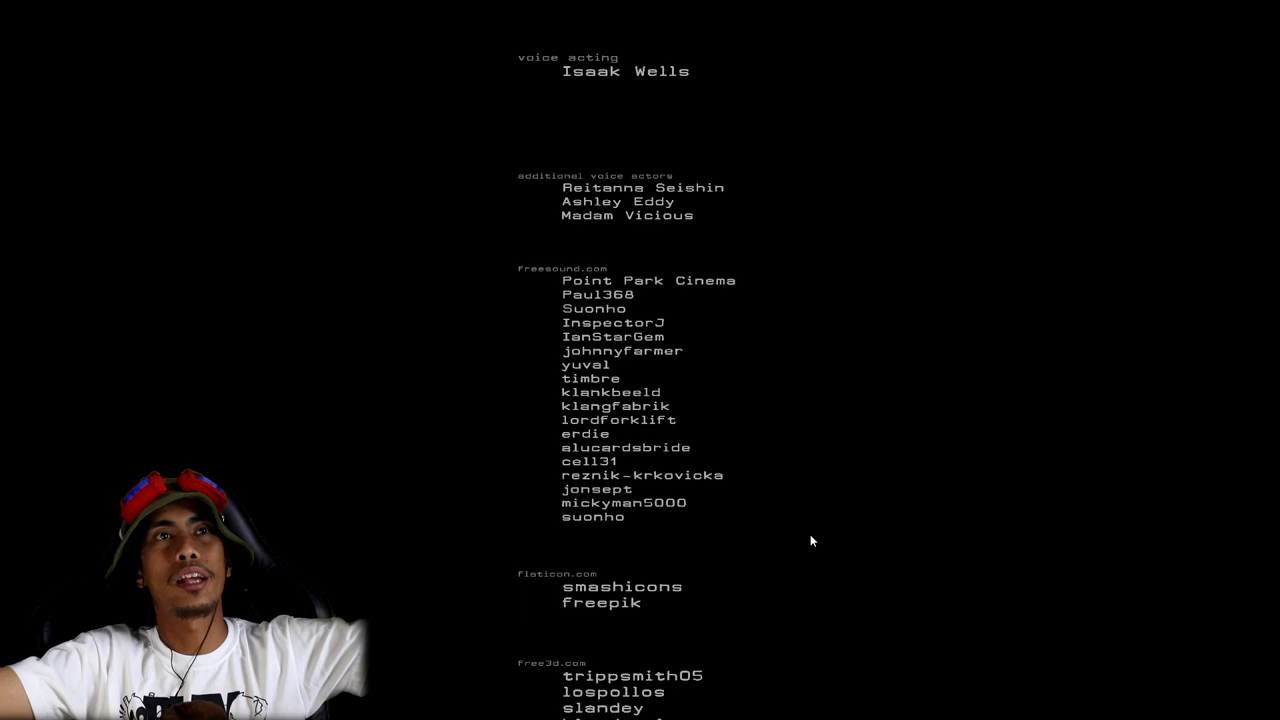 voice acting
Isaak Wells
additional voice actors
Reitanna Seishin
Ashley Eddy
Madam Vicious
freesound.com
Point Park Cinema
Paul368
Suonho
InspectorJ
IanStarGem
johnnyfarmer
yuval
timbre
klankbeeld
klangfabrik
lordforklift
erdie
alucardsbride
cell31
reznik-krkovicka
jonsept
mickyman5000
suonho
flaticon.com
smashicons
freepik
free3d.com
trippsmith05
lospollos
slandey